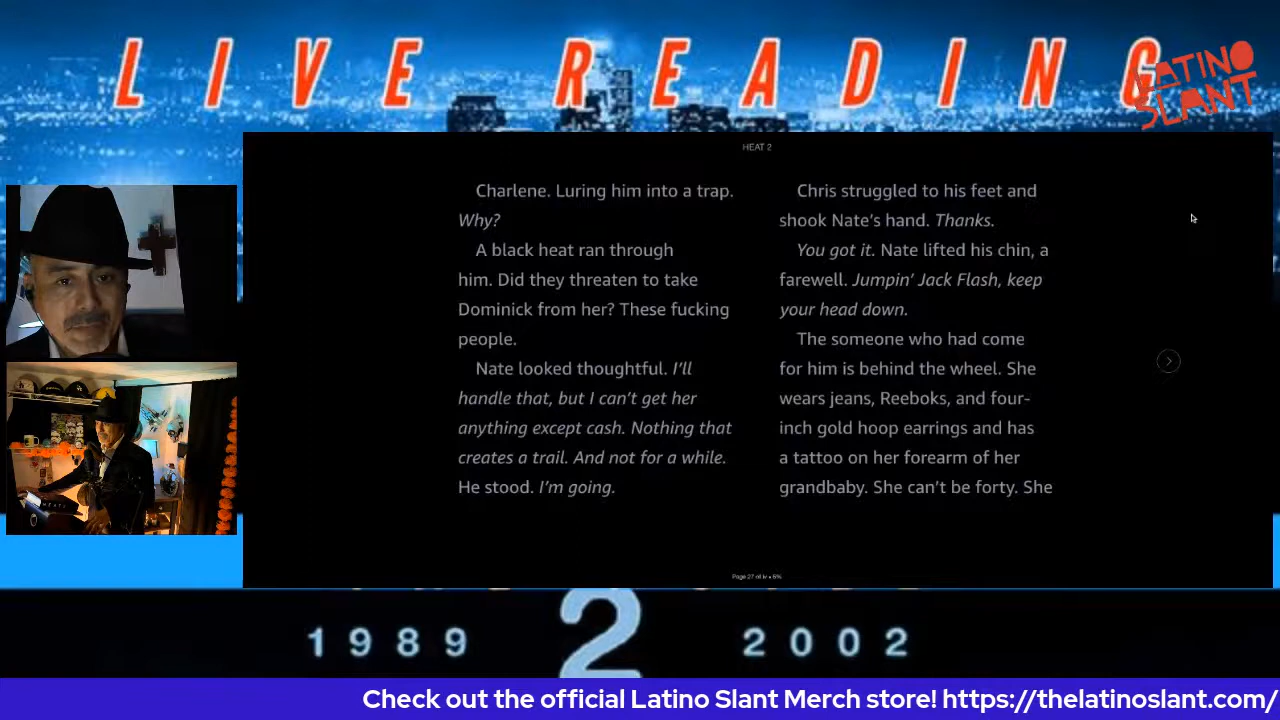 LIVE READING
LATINO
SLANT
HEAT 2
Charlene. Luring him into a trap.
Why?
A black heat ran through
him. Did they threaten to take
Dominick from her? These fucking
people.
Nate looked thoughtful. I’ll
handle that, but I can’t get her
anything except cash. Nothing that
creates a trail. And not for a while.
He stood. I’m going.
Chris struggled to his feet and
shook Nate’s hand. Thanks.
You got it. Nate lifted his chin, a
farewell. Jumpin’ Jack Flash, keep
your head down.
The someone who had come
for him is behind the wheel. She
wears jeans, Reeboks, and four-
inch gold hoop earrings and has
a tattoo on her forearm of her
grandbaby. She can’t be forty. She
Page 27 of iv • 5%
1989 2 2002
Check out the official Latino Slant Merch store! https://thelatinoslant.com/